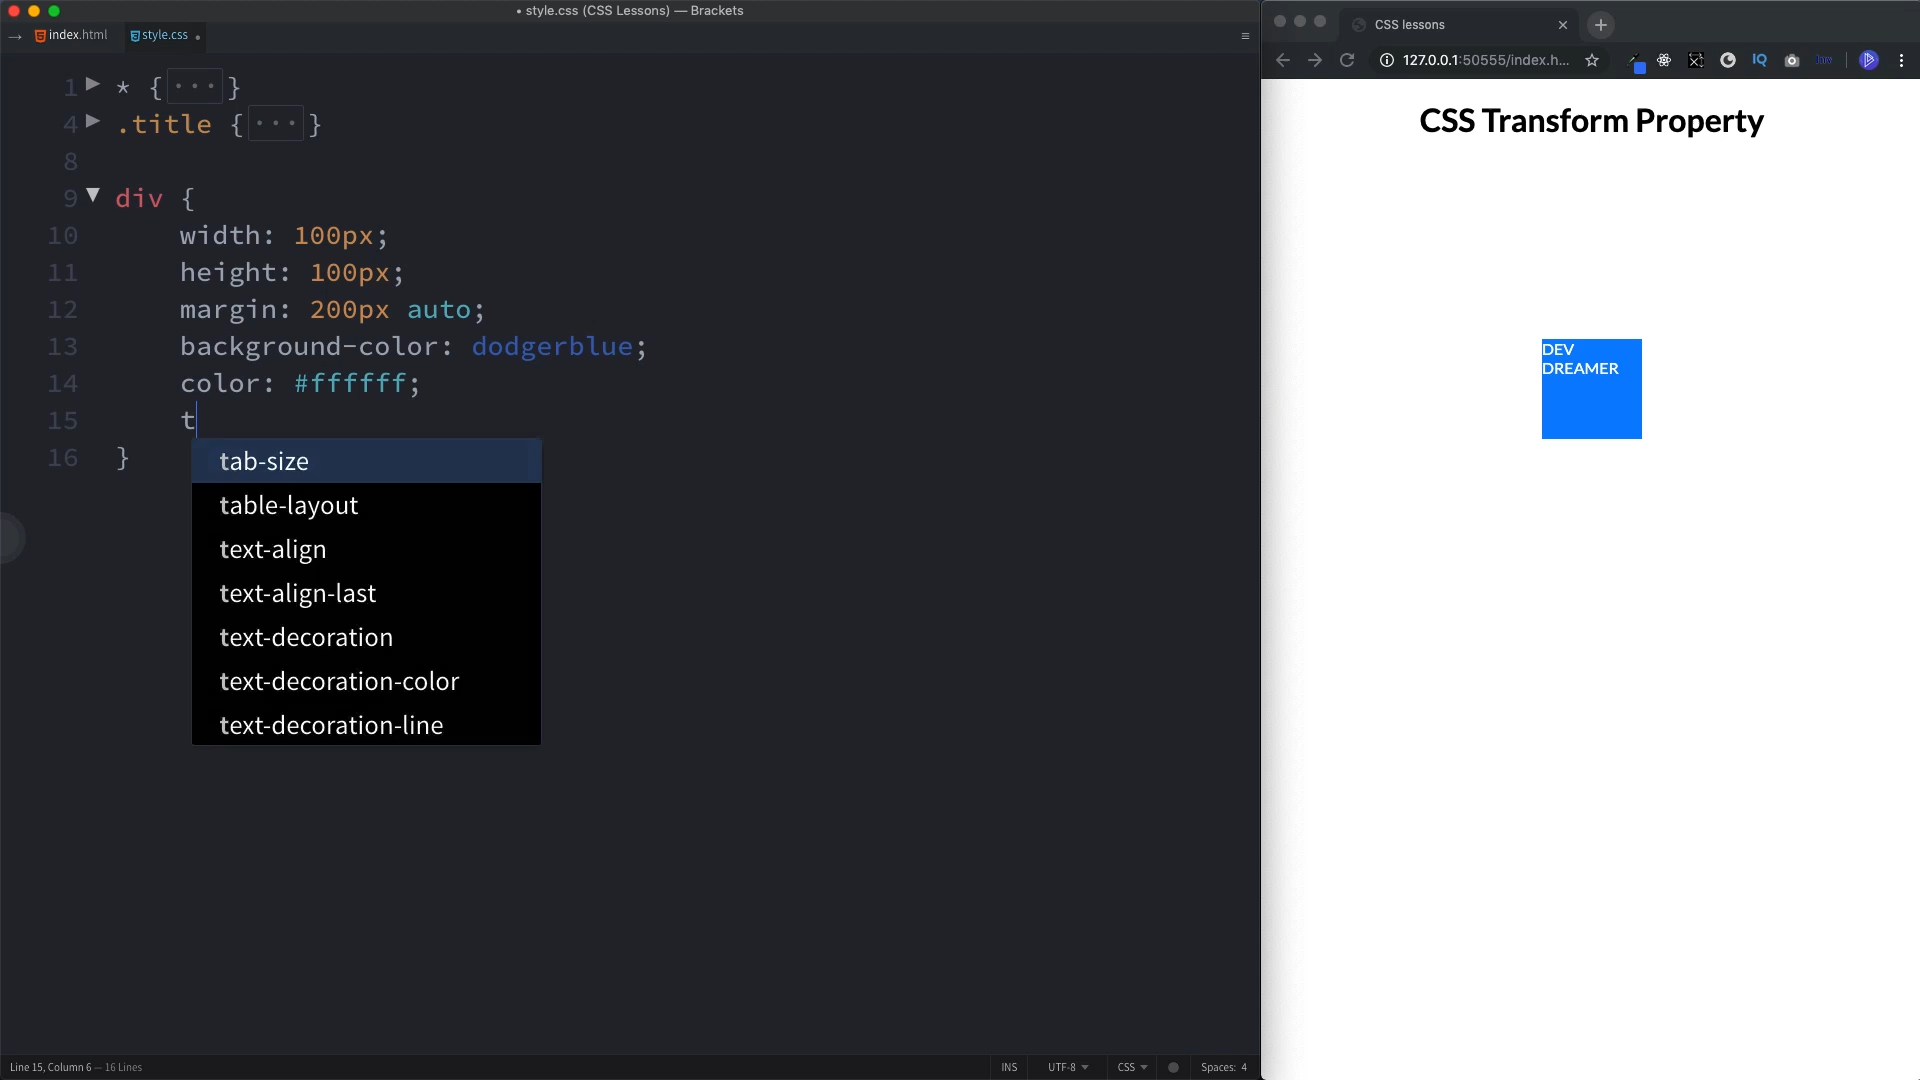 • style.css (CSS Lessons) — Brackets
index.html
style.css •
1 * {...}
4 .title {...}
8
9 div {
10 width: 100px;
11 height: 100px;
12 margin: 200px auto;
13 background-color: dodgerblue;
14 color: #ffffff;
15 t
16 }
tab-size
table-layout
text-align
text-align-last
text-decoration
text-decoration-color
text-decoration-line
Line 15, Column 6 — 16 Lines
INS
UTF-8
CSS
Spaces: 4
CSS lessons
127.0.0.1:50555/index.h...
IQ
CSS Transform Property
DEV
DREAMER